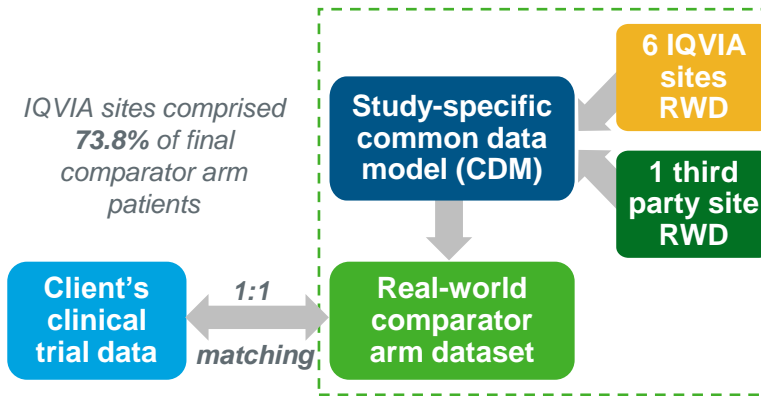 IQVIA sites comprised
73.8% of final
comparator arm
patients
Study-specific
common data
model (CDM)
6 IQVIA
sites
RWD
1 third
party site
RWD
Client’s
clinical
trial data
1:1
matching
Real-world
comparator
arm dataset